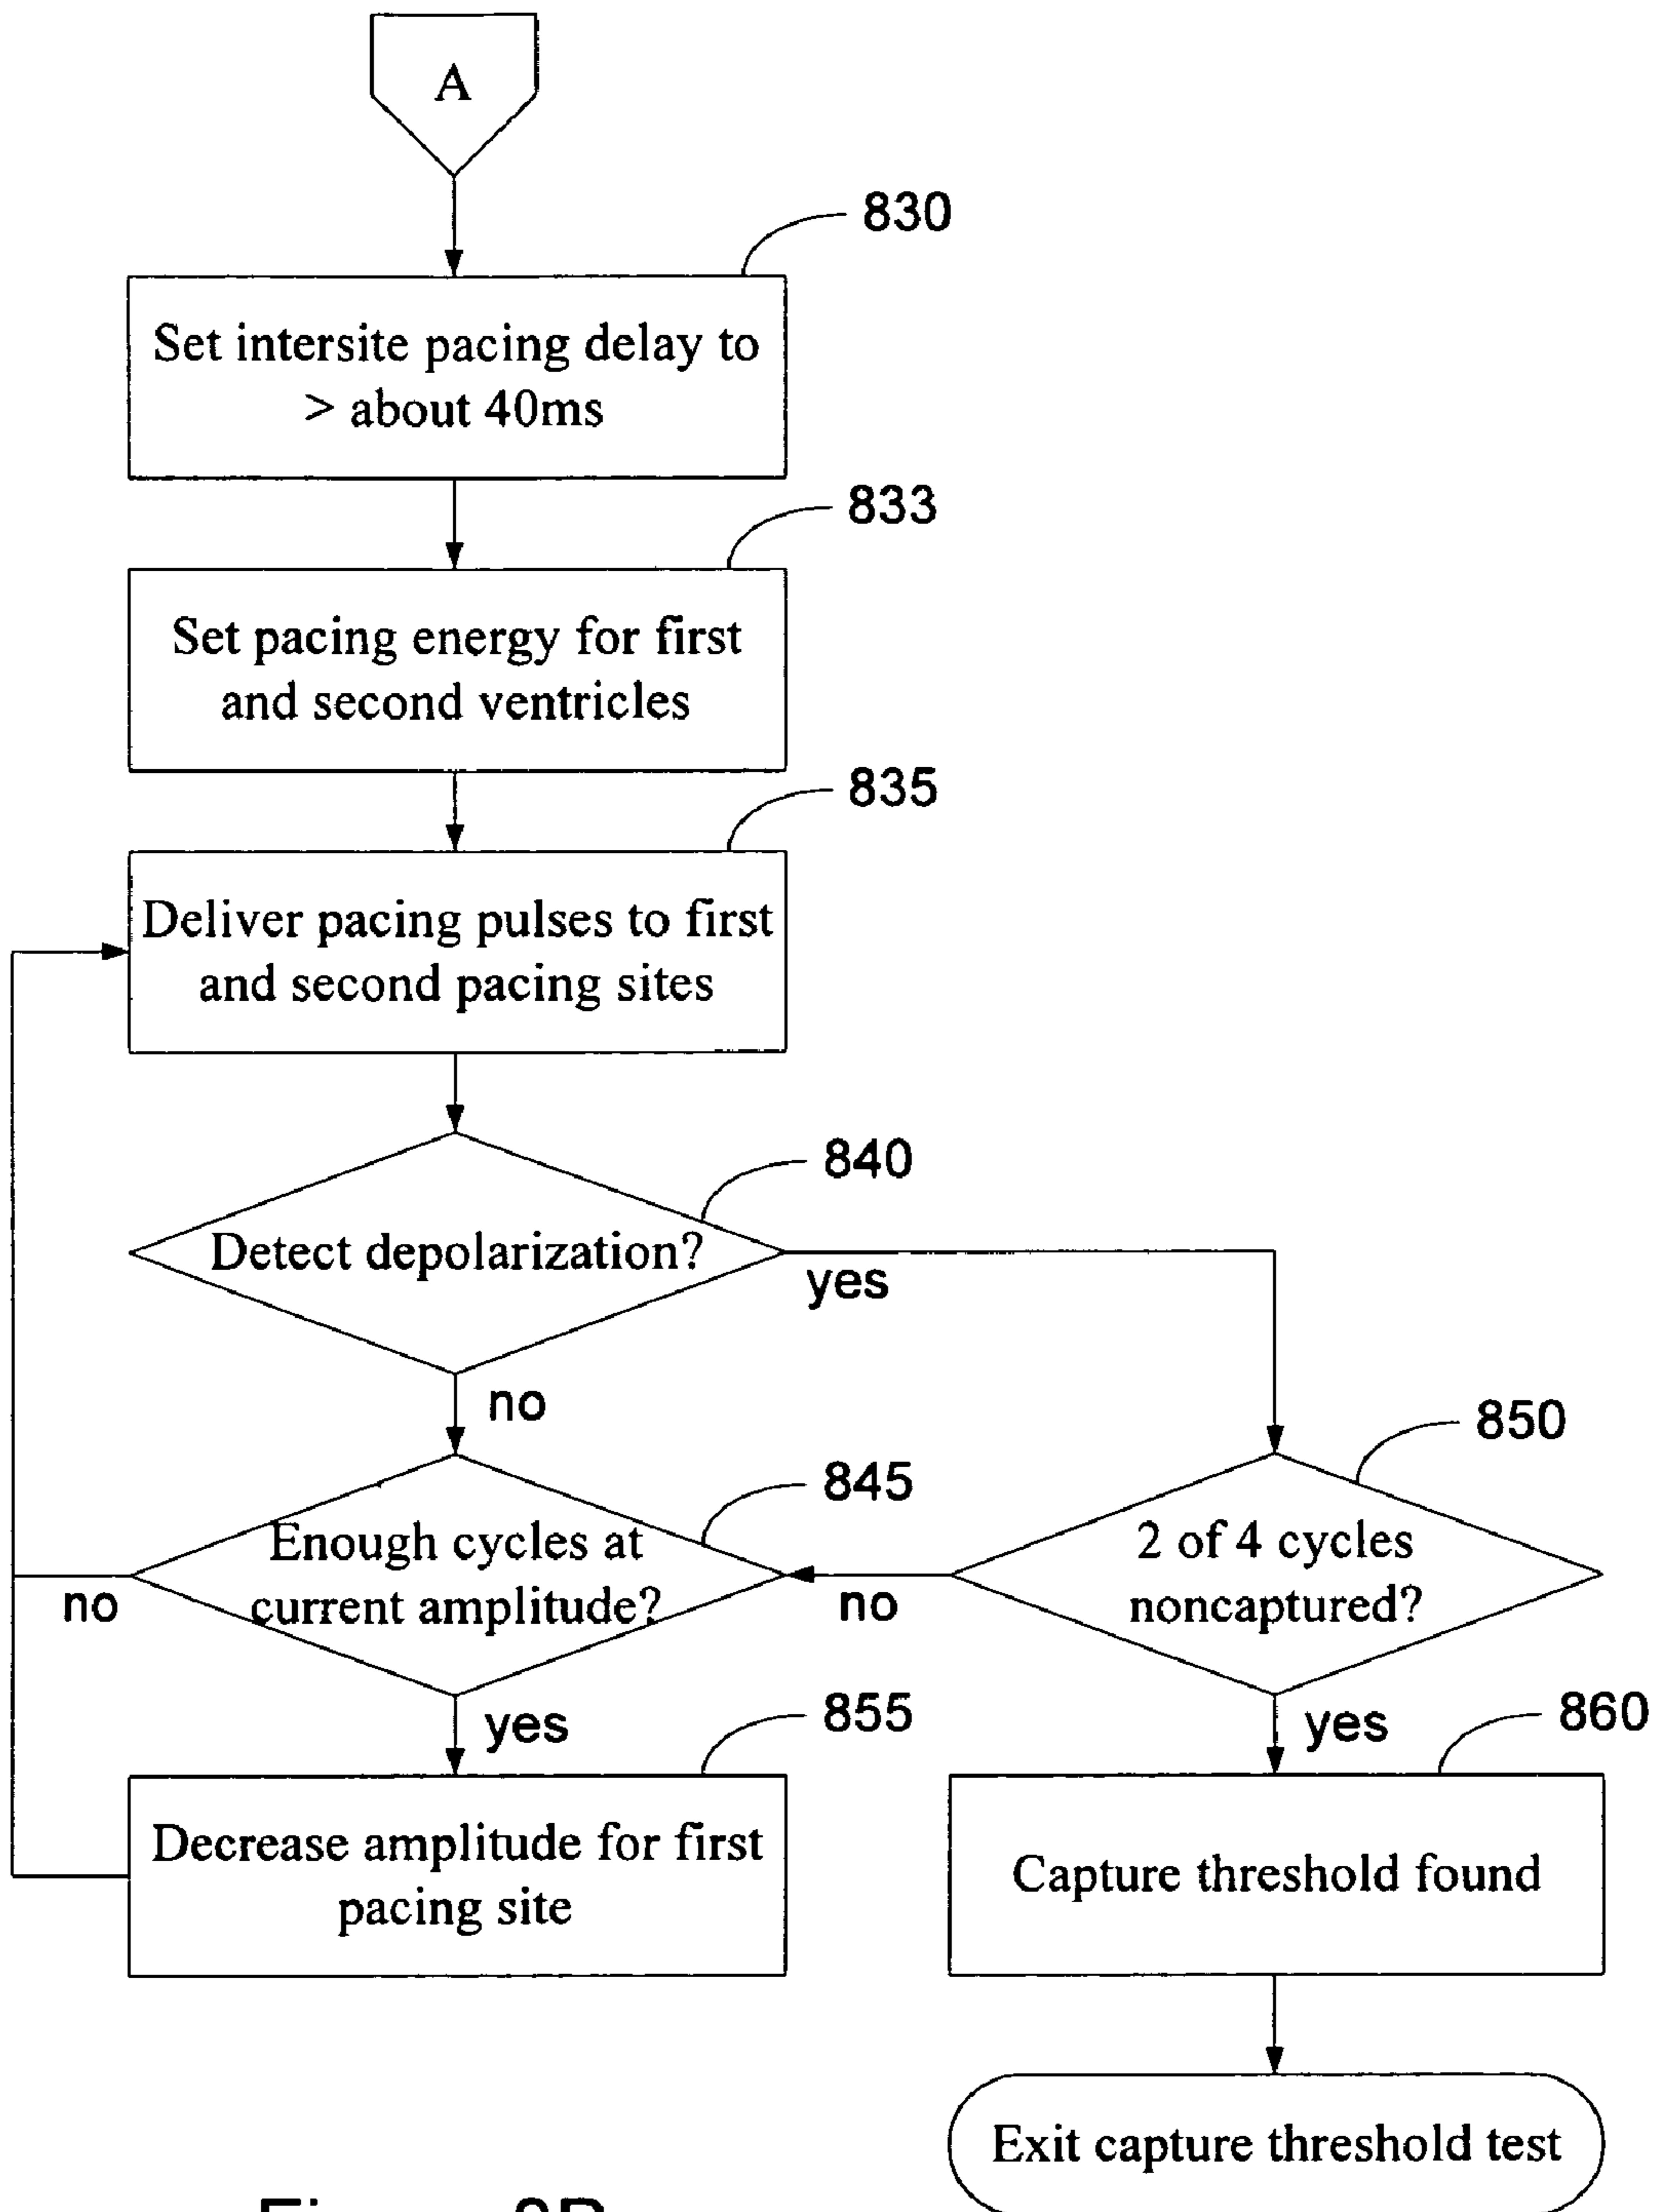 A
830
Set intersite pacing delay to
> about 40ms
833
Set pacing energy for first
and second ventricles
835
Deliver pacing pulses to first
and second pacing sites
840
Detect depolarization?
yes
no
850
845
Enough cycles at
current amplitude?
2 of 4 cycles
noncaptured?
no
no
yes
855
yes
860
Decrease amplitude for first
pacing site
Capture threshold found
Exit capture threshold test